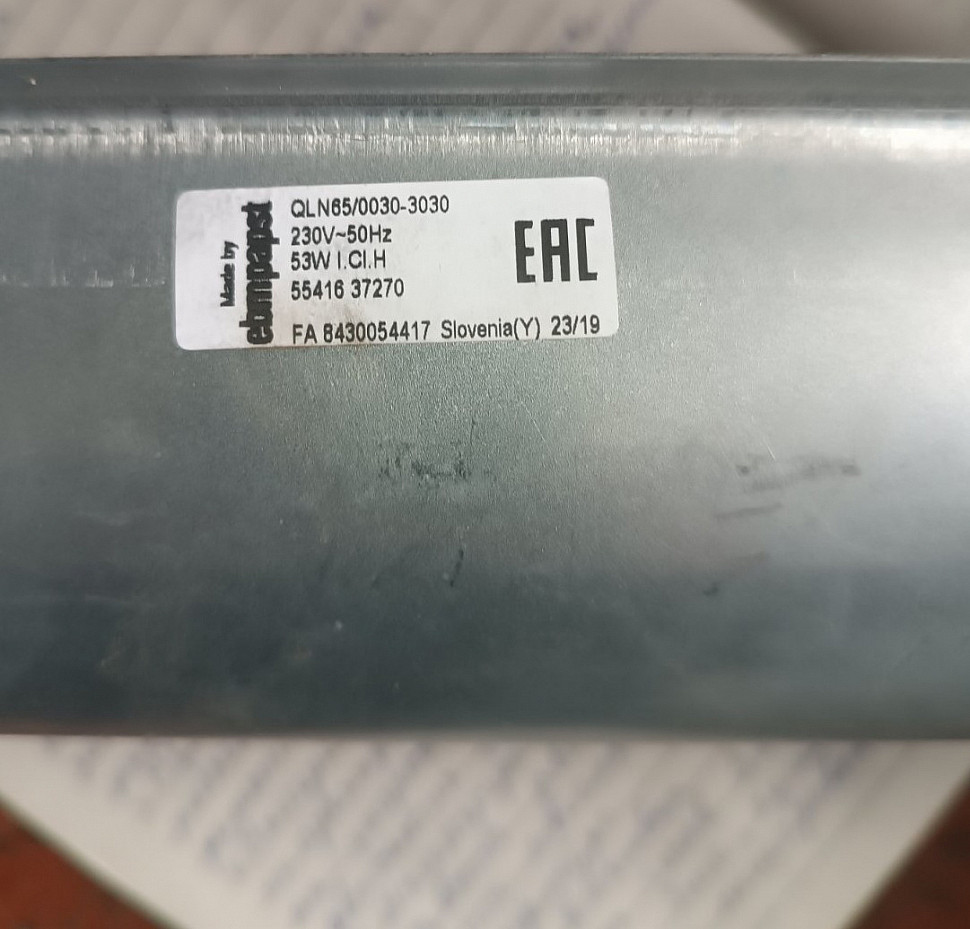 Made by
ebmpapst
QLN65/0030-3030
230V~50Hz
53W I.Cl.H
55416 37270
FA 8430054417 Slovenia(Y) 23/19
EAC